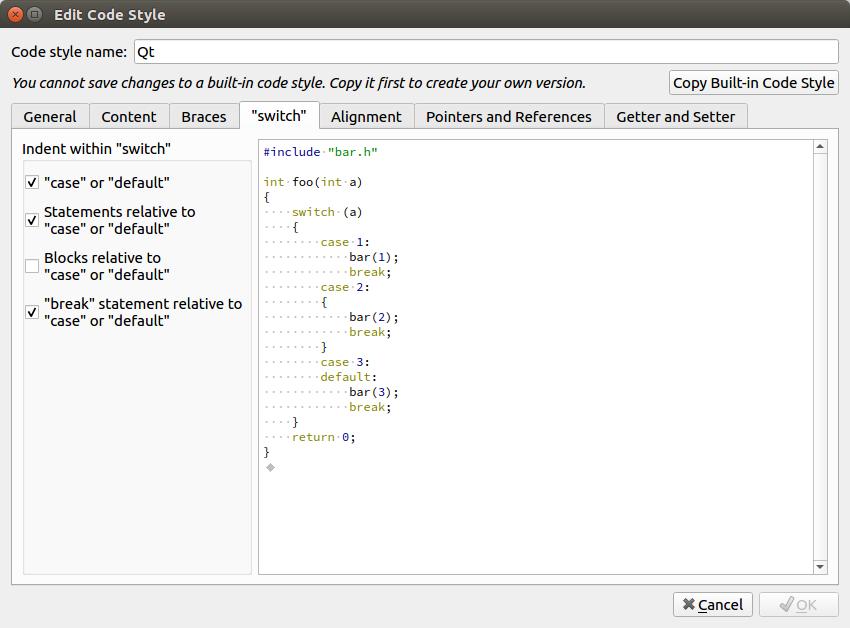 Edit Code Style
Code style name: Qt
You cannot save changes to a built-in code style. Copy it first to create your own version.
Copy Built-in Code Style
General
Content
Braces
"switch"
Alignment
Pointers and References
Getter and Setter
Indent within "switch"
"case" or "default"
Statements relative to
"case" or "default"
Blocks relative to
"case" or "default"
"break" statement relative to
"case" or "default"
#include "bar.h"
int foo(int a)
{
    switch (a)
    {
        case 1:
            bar(1);
            break;
        case 2:
        {
            bar(2);
            break;
        }
        case 3:
        default:
            bar(3);
            break;
    }
    return 0;
}
Cancel
OK